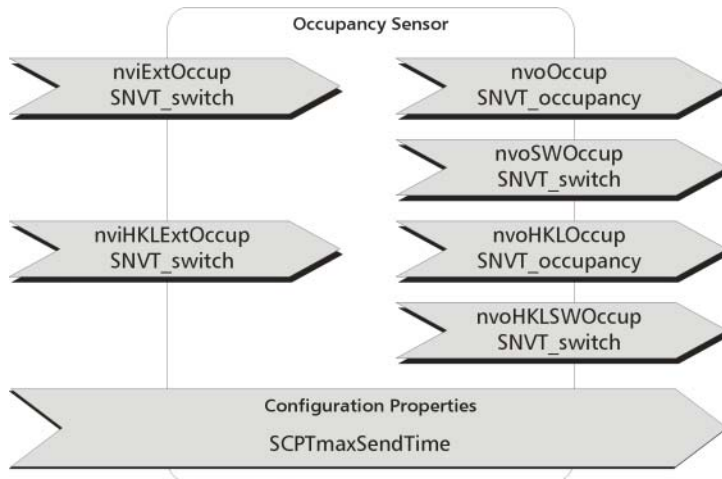 Occupancy Sensor
nviExtOccup
SNVT_switch
nvoOccup
SNVT_occupancy
nvoSWOccup
SNVT_switch
nviHKLExtOccup
SNVT_switch
nvoHKLOccup
SNVT_occupancy
nvoHKLSWOccup
SNVT_switch
Configuration Properties
SCPTmaxSendTime